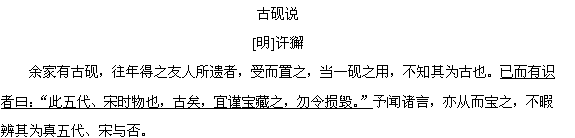 古砚说
[明]许獬
余家有古砚，往年得之友人所遗者，受而置之，当一砚之用，不知其为古也。已而有识
者曰：“此五代、宋时物也，古矣，宜谨宝藏之，勿令损毁。”子闻诸言，亦从而宝之，不暇
辨其为真五代、宋与否。